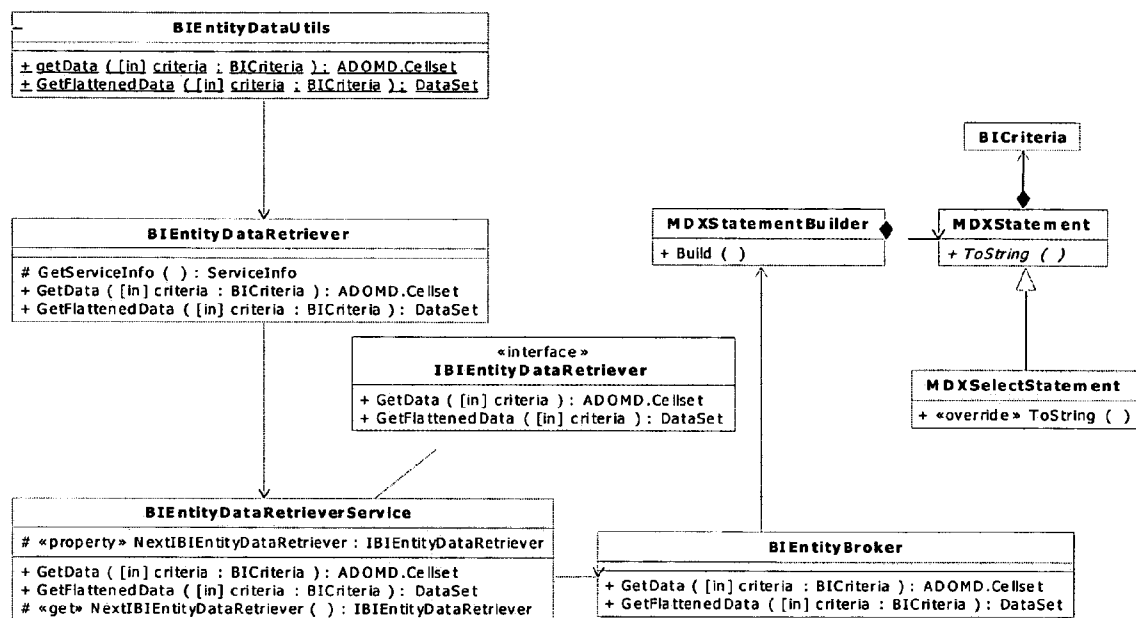 BIEntityDataUtils
+ getData ( [in] criteria : BICriteria ) : ADOMD.Cellset
+ GetFlattenedData ( [in] criteria : BICriteria ) : DataSet
BICriteria
BIEntityDataRetriever
# GetServiceInfo ( ) : ServiceInfo
+ GetData ( [in] criteria : BICriteria ) : ADOMD.Cellset
+ GetFlattenedData ( [in] criteria : BICriteria ) : DataSet
MDXStatementBuilder
+ Build ( )
MDXStatement
+ ToString ( )
«interface»
IBIEntityDataRetriever
+ GetData ( [in] criteria ) : ADOMD.Cellset
+ GetFlattenedData ( [in] criteria ) : DataSet
MDXSelectStatement
+ «override» ToString ( )
BIEntityDataRetrieverService
# «property» NextIBIEntityDataRetriever : IBIEntityDataRetriever
+ GetData ( [in] criteria : BICriteria ) : ADOMD.Cellset
+ GetFlattenedData ( [in] criteria : BICriteria ) : DataSet
# «get» NextIBIEntityDataRetriever ( ) : IBIEntityDataRetriever
BIEntityBroker
+ GetData ( [in] criteria : BICriteria ) : ADOMD.Cellset
+ GetFlattenedData ( [in] criteria : BICriteria ) : DataSet